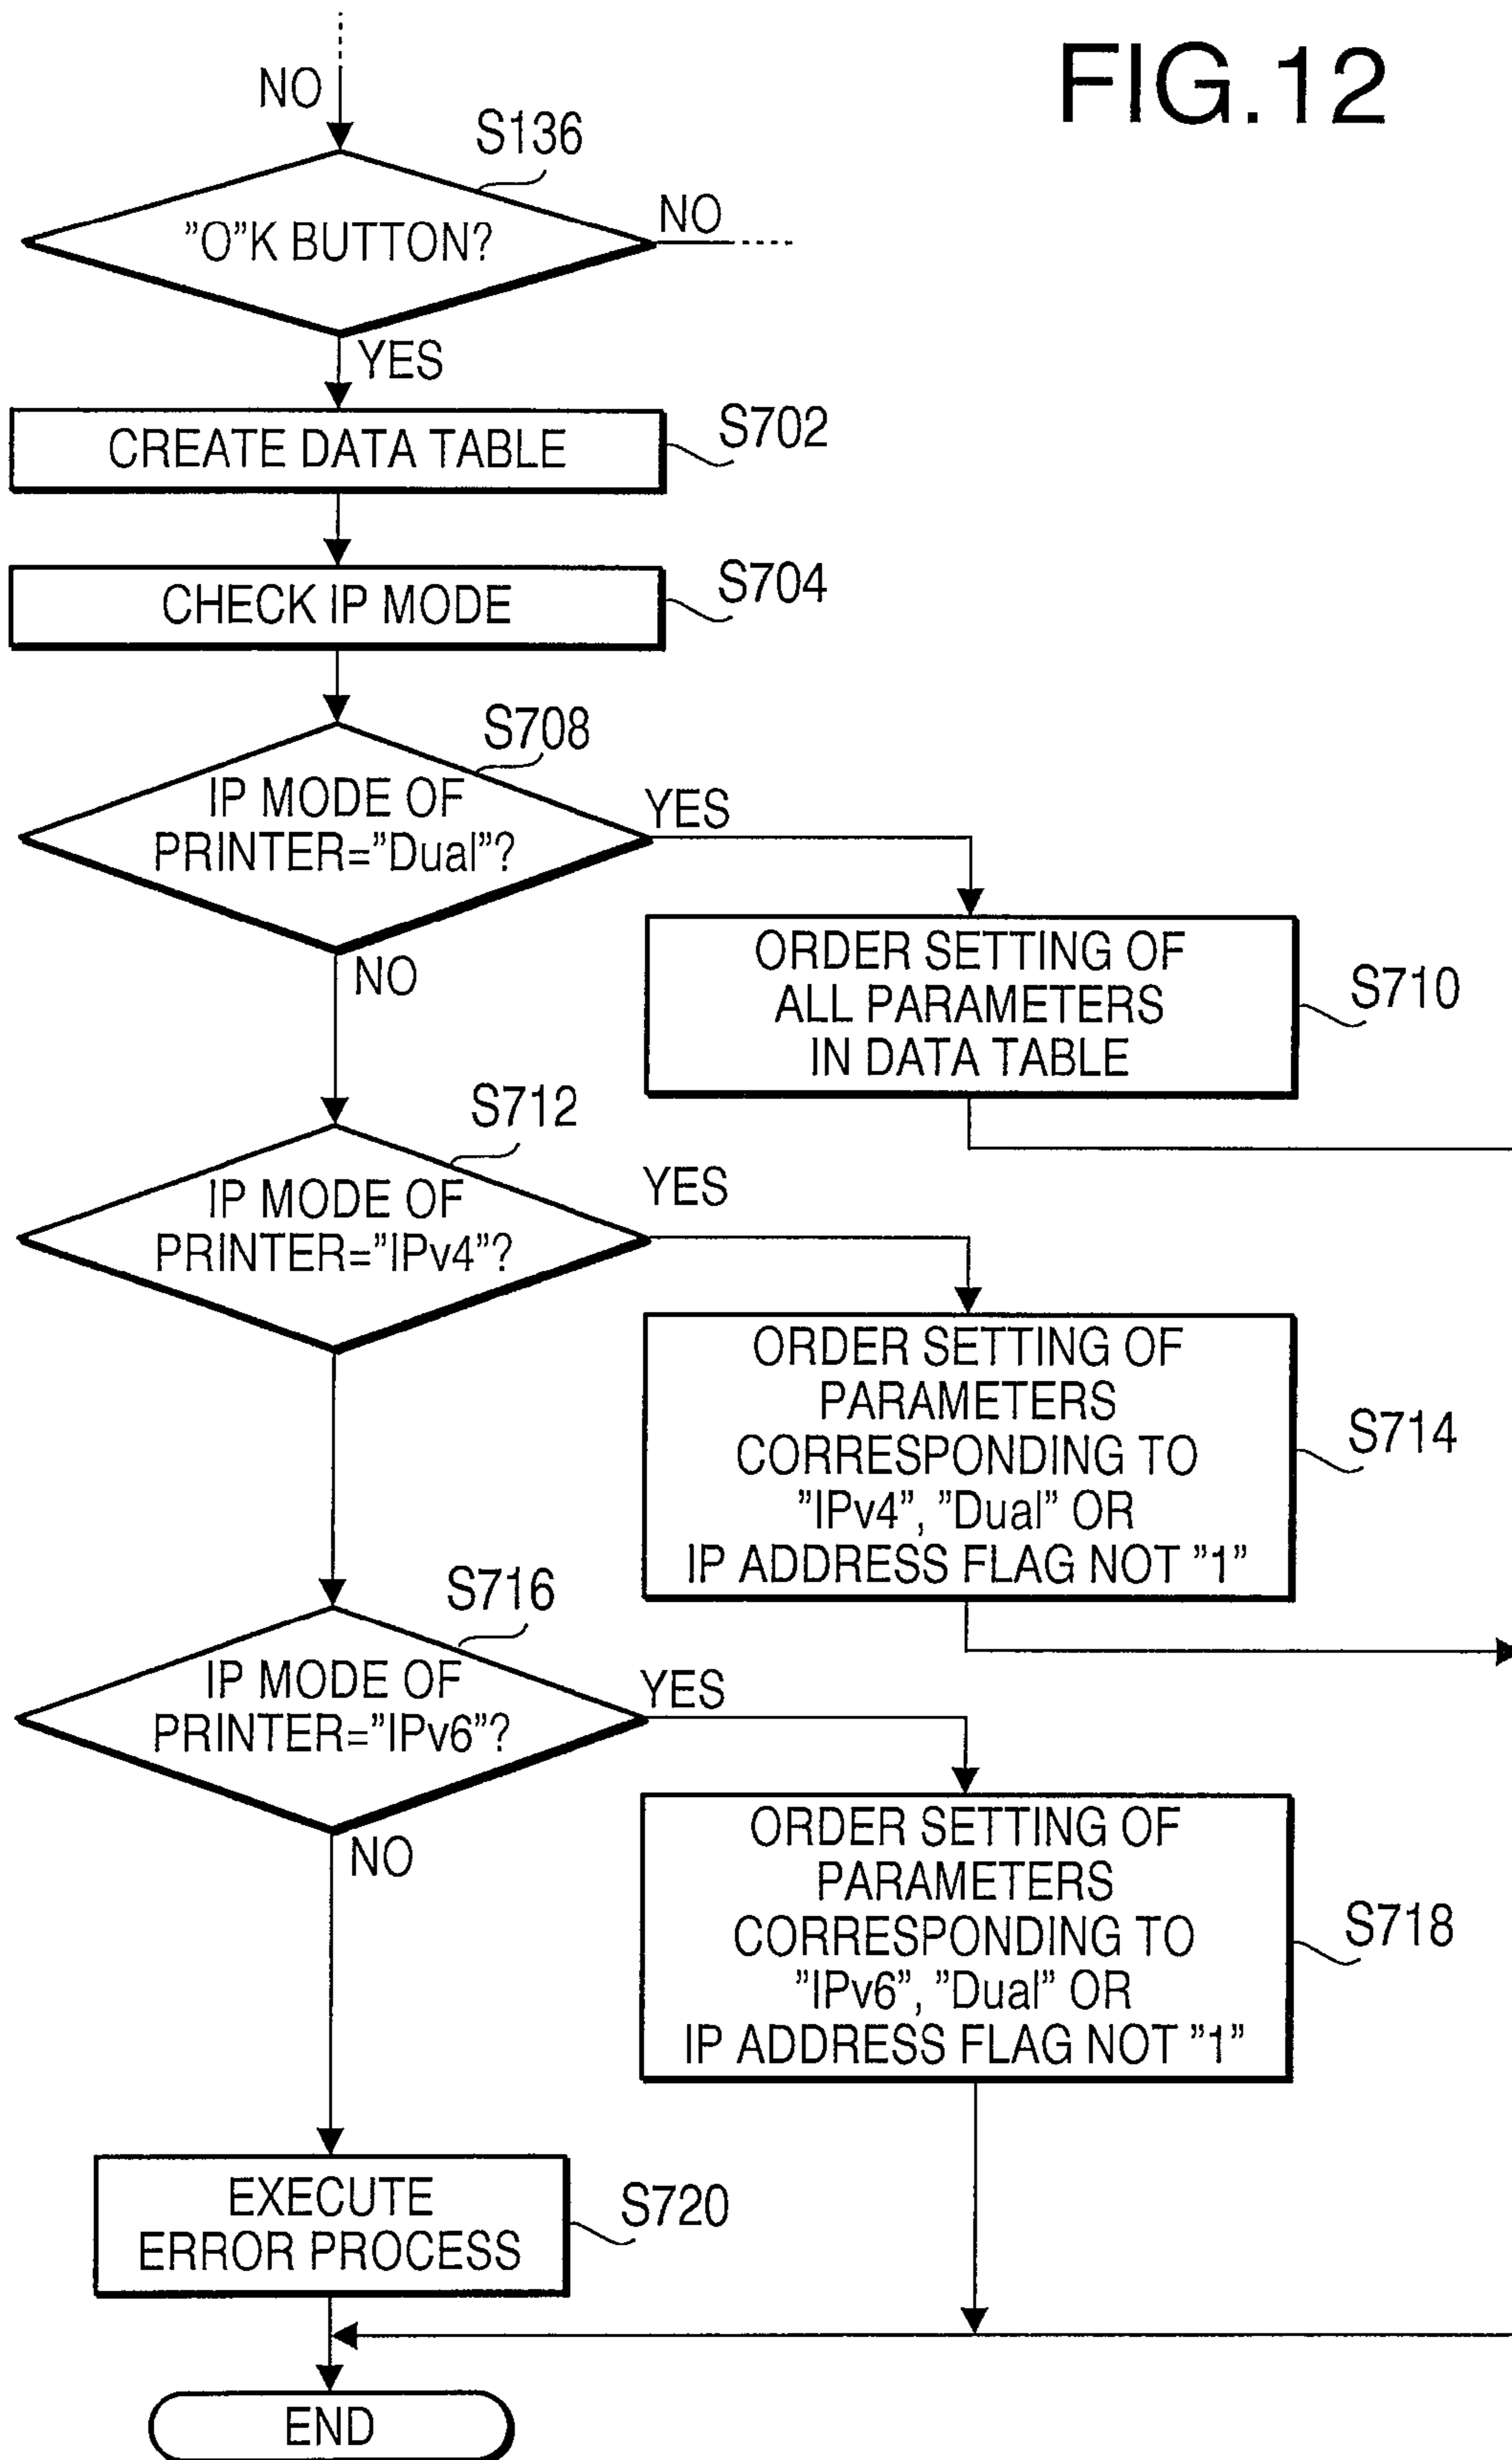 FIG.12
NO
S136
”O”K BUTTON?
NO
YES
CREATE DATA TABLE
S702
CHECK IP MODE
S704
S708
IP MODE OF
PRINTER=”Dual”?
YES
NO
ORDER SETTING OF
ALL PARAMETERS
IN DATA TABLE
S710
S712
IP MODE OF
PRINTER=”IPv4”?
YES
ORDER SETTING OF
PARAMETERS
CORRESPONDING TO
”IPv4”, ”Dual” OR
IP ADDRESS FLAG NOT ”1”
S714
S716
IP MODE OF
PRINTER=”IPv6”?
YES
NO
ORDER SETTING OF
PARAMETERS
CORRESPONDING TO
”IPv6”, ”Dual” OR
IP ADDRESS FLAG NOT ”1”
S718
EXECUTE
ERROR PROCESS
S720
END